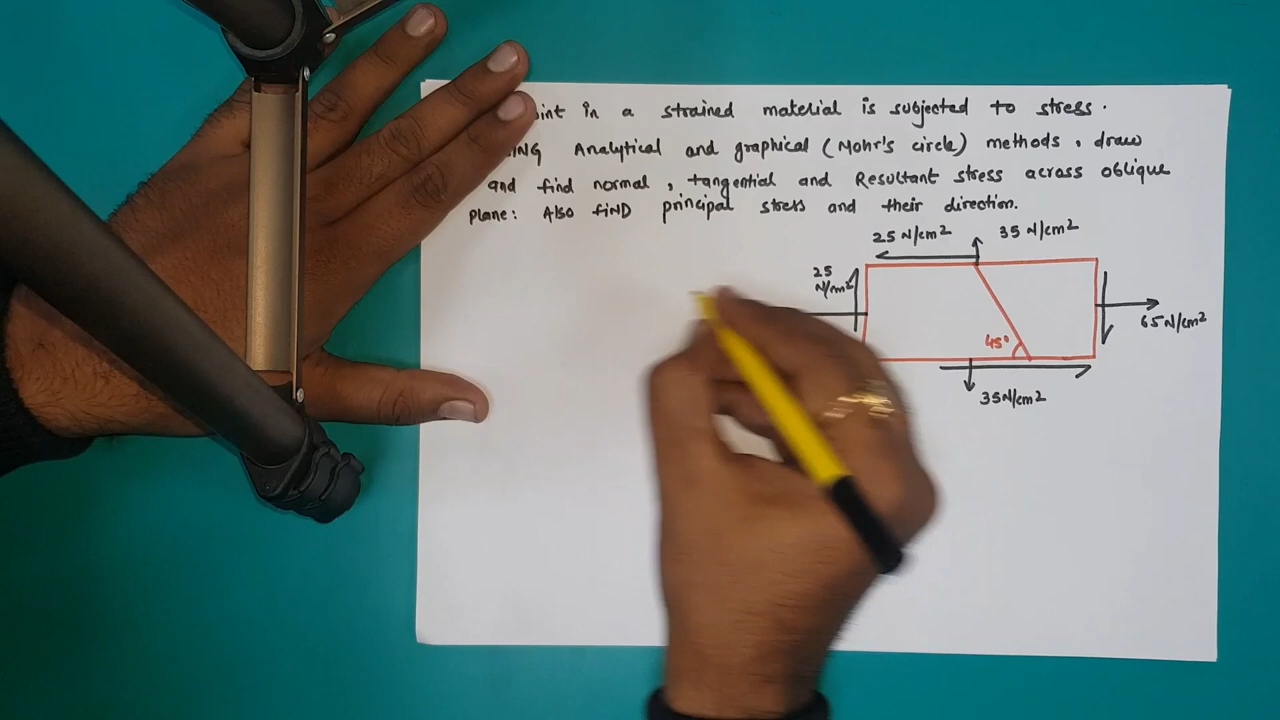 in a strained material is subjected to stress.
Analytical and graphical (Mohr's circle) methods, draw
and find normal, tangential and Resultant stress across oblique
plane: Also find principal stress and their direction.
25 N/cm² 35 N/cm²
25
N/cm²
65 N/cm²
45°
35 N/cm²